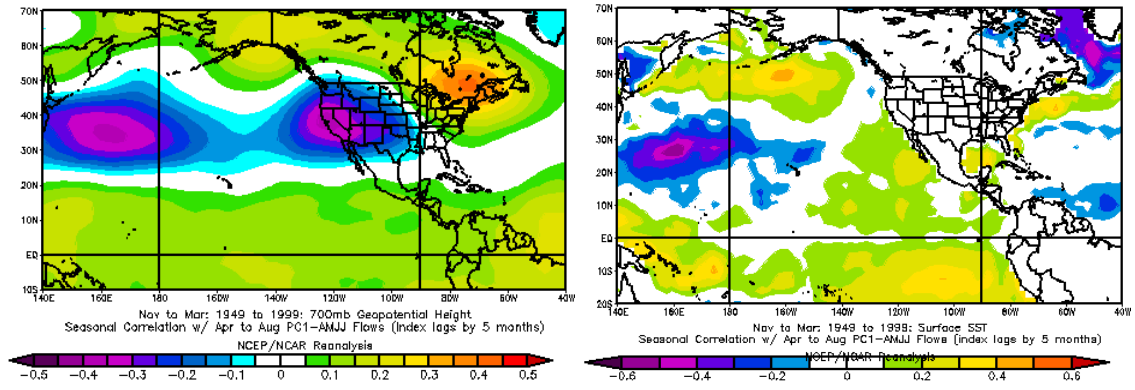 70N
60N
50N
40N
30N
20N
10N
EQ
10S
140E 160E 180 160W 140W 120W 100W 80W 60W 40W
Nov to Mar: 1949 to 1999: 700mb Geopotential Height
Seasonal Correlation w/ Apr to Aug PC1-AMJJ Flows (index lags by 5 months)
NCEP/NCAR Reanalysis
-0.5 -0.4 -0.3 -0.2 -0.1 0 0.1 0.2 0.3 0.4 0.5
70N
60N
50N
40N
30N
20N
10N
EQ
10S
20S
140E 160E 180 160W 140W 120W 100W 80W 60W 40W
Nov to Mar: 1949 to 1999: Surface SST
Seasonal Correlation w/ Apr to Aug PC1-AMJJ Flows (index lags by 5 months)
NCEP/NCAR Reanalysis
-0.6 -0.4 -0.2 0 0.2 0.4 0.6